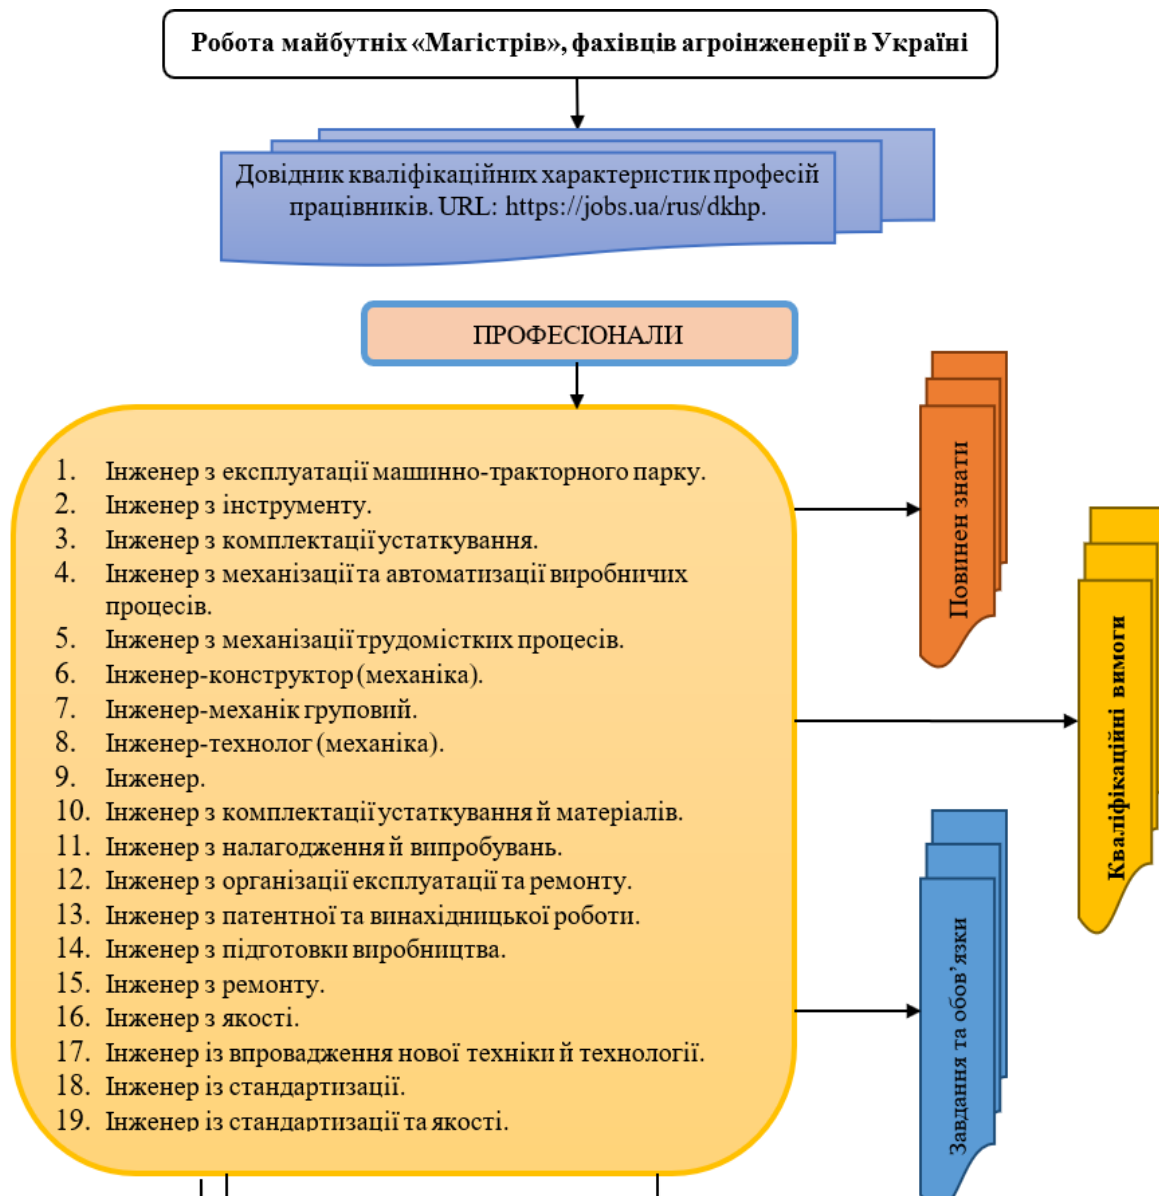 Робота майбутніх «Магістрів», фахівців агроінженерії в Україні
Довідник кваліфікаційних характеристик професій
працівників. URL: https://jobs.ua/rus/dkhp.
ПРОФЕСІОНАЛИ
1. Інженер з експлуатації машинно-тракторного парку.
2. Інженер з інструменту.
3. Інженер з комплектації устаткування.
4. Інженер з механізації та автоматизації виробничих
процесів.
5. Інженер з механізації трудомістких процесів.
6. Інженер-конструктор (механіка).
7. Інженер-механік груповий.
8. Інженер-технолог (механіка).
9. Інженер.
10. Інженер з комплектації устаткування й матеріалів.
11. Інженер з налагодження й випробувань.
12. Інженер з організації експлуатації та ремонту.
13. Інженер з патентної та винахідницької роботи.
14. Інженер з підготовки виробництва.
15. Інженер з ремонту.
16. Інженер з якості.
17. Інженер із впровадження нової техніки й технології.
18. Інженер із стандартизації.
19. Інженер із стандартизації та якості.
Повинен знати
Кваліфікаційні вимоги
Завдання та обов’язки